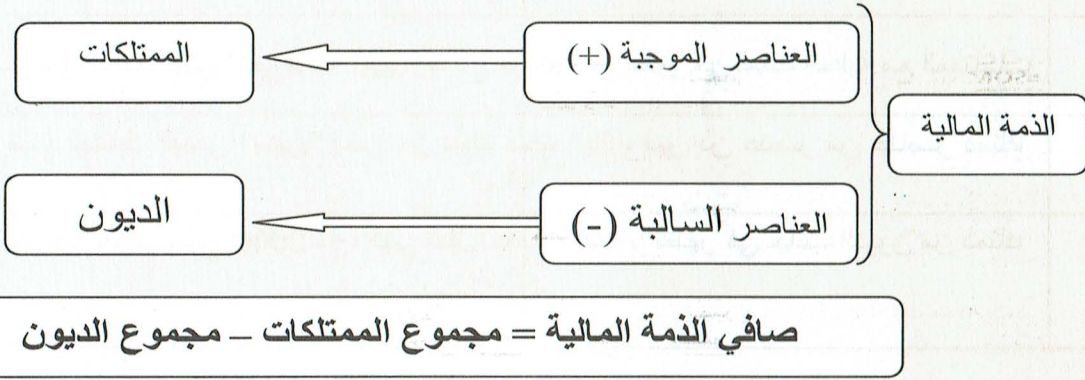 الذمة المالية
العناصر الموجبة (+)
الممتلكات
العناصر السالبة (-)
الديون
صافي الذمة المالية = مجموع الممتلكات – مجموع الديون